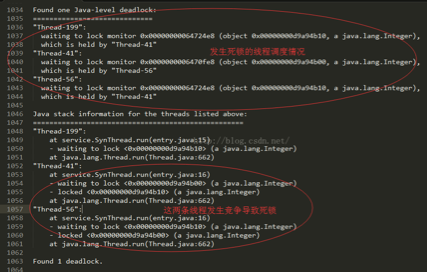 1034 Found one Java-level deadlock:
1035 =============================
1036 "Thread-199":
1037 waiting to lock monitor 0x00000000064724e8 (object 0x00000000d9a94b10, a java.lang.Integer),
1038 which is held by "Thread-41"
1039 "Thread-41":
1040 waiting to lock monitor 0x0000000006470fe8 (object 0x00000000d9a94b00, a java.lang.Integer),
1041 which is held by "Thread-56"
1042 "Thread-56":
1043 waiting to lock monitor 0x00000000064724e8 (object 0x00000000d9a94b10, a java.lang.Integer),
1044 which is held by "Thread-41"
发生死锁的线程调度情况
1045
1046 Java stack information for the threads listed above:
1047 ===================================================
1048 "Thread-199":
1049 at service.SynThread.run(entry.java:15)
1050 - waiting to lock <0x00000000d9a94b10> (a java.lang.Integer)
1051 at java.lang.Thread.run(Thread.java:662)
1052 "Thread-41":
1053 at service.SynThread.run(entry.java:16)
1054 - waiting to lock <0x00000000d9a94b00> (a java.lang.Integer)
1055 - locked <0x00000000d9a94b10> (a java.lang.Integer)
1056 at java.lang.Thread.run(Thread.java:662)
1057 "Thread-56":
这两条线程发生竞争导致死锁
1058 at service.SynThread.run(entry.java:16)
1059 - waiting to lock <0x00000000d9a94b10> (a java.lang.Integer)
1060 - locked <0x00000000d9a94b00> (a java.lang.Integer)
1061 at java.lang.Thread.run(Thread.java:662)
1062
1063 Found 1 deadlock.
1064